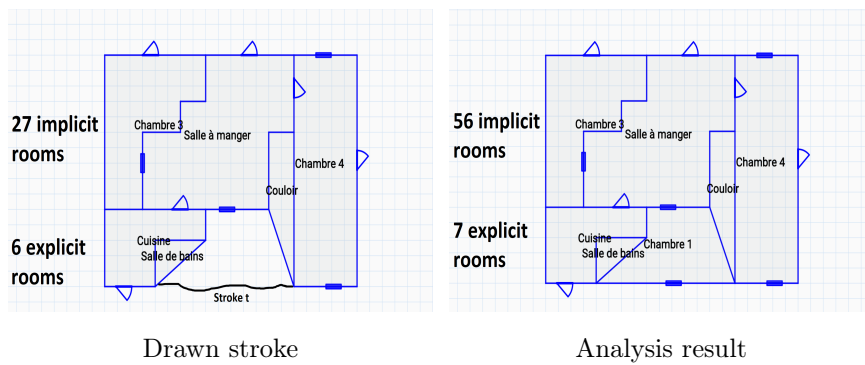 27 implicit
rooms
Chambre 3
Salle à manger
Chambre 4
Couloir
6 explicit
rooms
Cuisine
Salle de bains
Stroke t
Drawn stroke
56 implicit
rooms
Chambre 3
Salle à manger
Chambre 4
Couloir
7 explicit
rooms
Cuisine
Chambre 1
Salle de bains
Analysis result